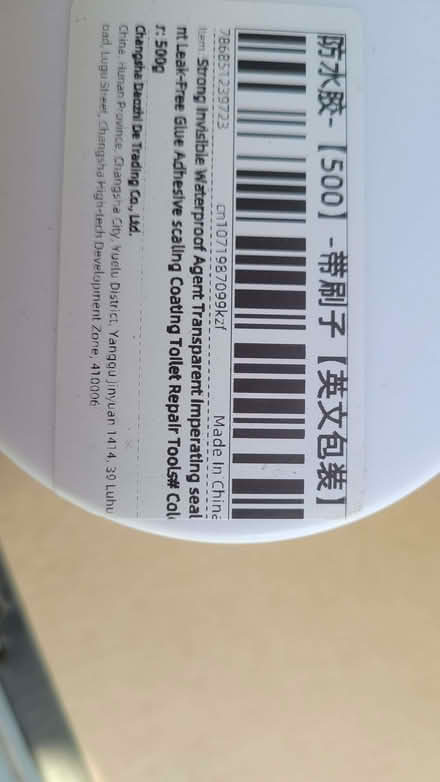 防水胶-【500】-带刷子【英文包装】
786851239723 cn1071987099kzf Made In China
Item: Strong Invisible Waterproof Agent Transparent Imperating seal
nt Leak-Free Glue Adhesive scaling Coating Toilet Repair Tools# Col
r: 500g
Changsha Daozhi De Trading Co., Ltd.
China, Hunan Province, Changsha City, Yuelu District, Yangqu Jinyuan 1414, 30 Luhu
oad, Lugu Street, Changsha High-tech Development Zone, 410006